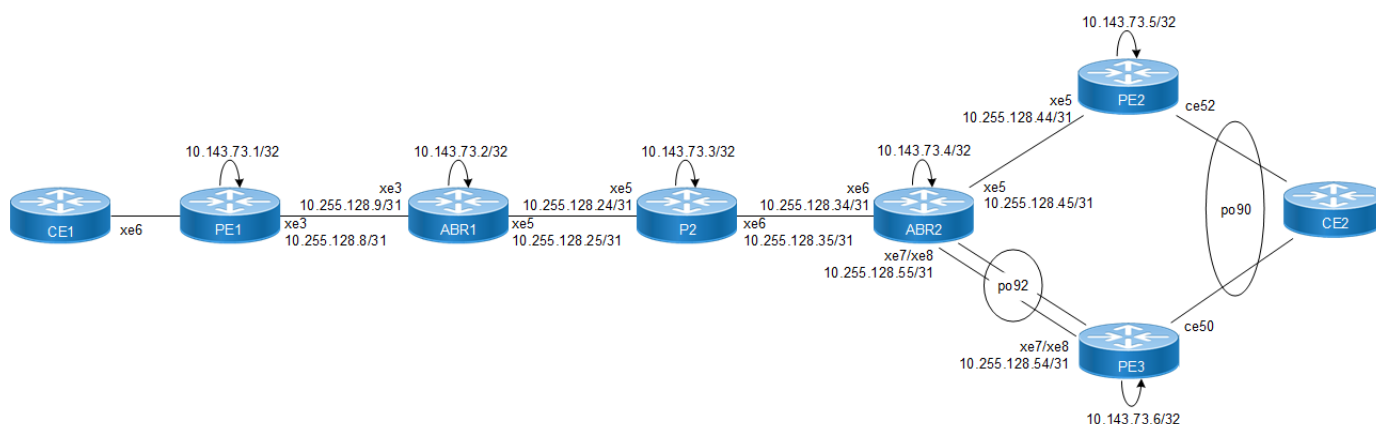 10.143.73.5/32
PE2
xe5
10.255.128.44/31
ce52
10.143.73.1/32
10.143.73.2/32
10.143.73.3/32
10.143.73.4/32
CE1
xe6
PE1
xe3
10.255.128.8/31
xe3
10.255.128.9/31
ABR1
xe5
10.255.128.25/31
xe5
10.255.128.24/31
P2
xe6
10.255.128.35/31
xe6
10.255.128.34/31
ABR2
xe5
10.255.128.45/31
xe7/xe8
10.255.128.55/31
po92
po90
CE2
ce50
xe7/xe8
10.255.128.54/31
PE3
10.143.73.6/32